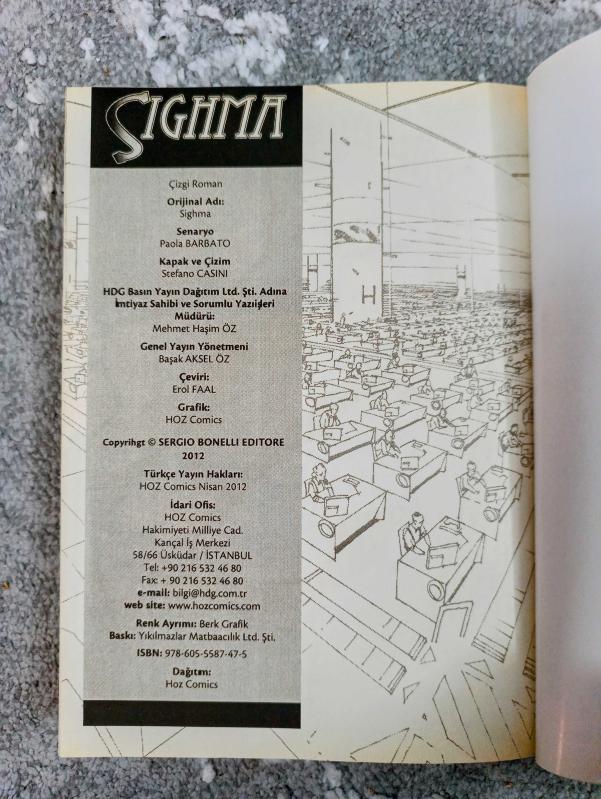 SIGHMA
Çizgi Roman
Orijinal Adı:
Sighma
Senaryo
Paola BARBATO
Kapak ve Çizim
Stefano CASINI
HDG Basın Yayın Dağıtım Ltd. Şti. Adına
İmtiyaz Sahibi ve Sorumlu Yazıişleri
Müdürü:
Mehmet Haşim ÖZ
Genel Yayın Yönetmeni
Başak AKSEL ÖZ
Çeviri:
Erol FAAL
Grafik:
HOZ Comics
Copyrihgt © SERGIO BONELLI EDITORE
2012
Türkçe Yayın Hakları:
HOZ Comics Nisan 2012
İdari Ofis:
HOZ Comics
Hakimiyeti Milliye Cad.
Kançal İş Merkezi
58/66 Üsküdar / İSTANBUL
Tel: +90 216 532 46 80
Fax: + 90 216 532 46 80
e-mail: bilgi@hdg.com.tr
web site: www.hozcomics.com
Renk Ayrımı: Berk Grafik
Baskı: Yıkılmazlar Matbaacılık Ltd. Şti.
ISBN: 978-605-5587-47-5
Dağıtım:
Hoz Comics
H